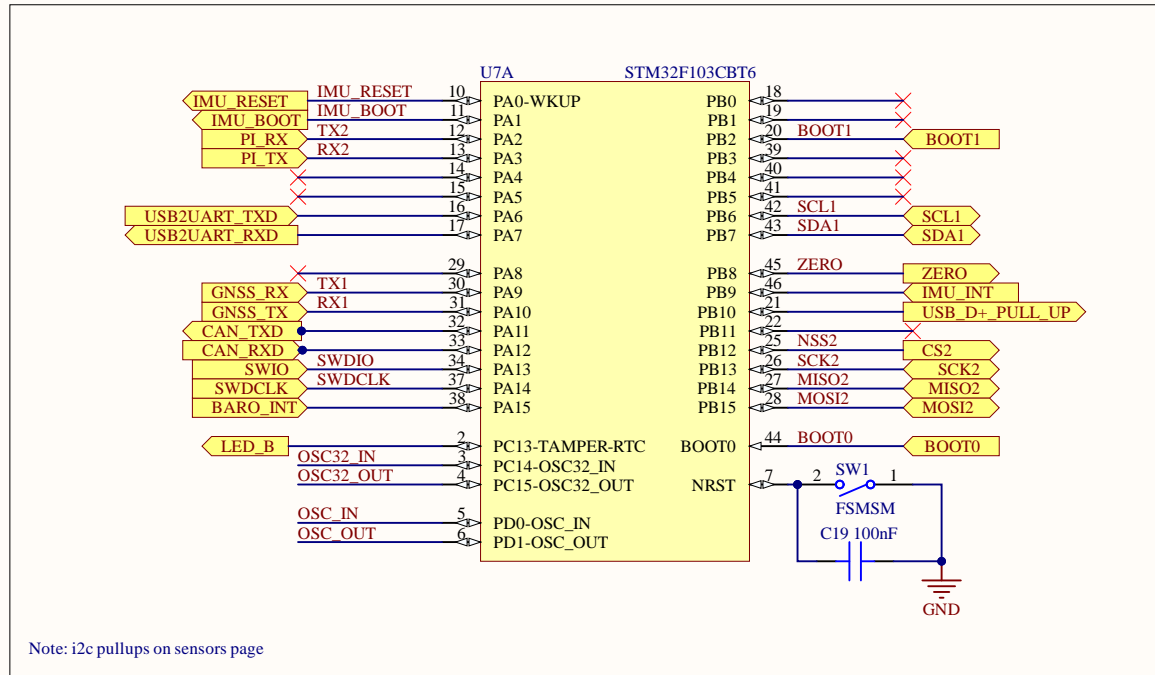 U7A STM32F103CBT6
IMU_RESET IMU_RESET 10 PA0-WKUP PB0 18
IMU_BOOT IMU_BOOT 11 PA1 PB1 19
PI_RX TX2 12 PA2 PB2 20 BOOT1 BOOT1
PI_TX RX2 13 PA3 PB3 39
14 PA4 PB4 40
15 PA5 PB5 41
USB2UART_TXD 16 PA6 PB6 42 SCL1 SCL1
USB2UART_RXD 17 PA7 PB7 43 SDA1 SDA1
29 PA8 PB8 45 ZERO ZERO
GNSS_RX TX1 30 PA9 PB9 46 IMU_INT
GNSS_TX RX1 31 PA10 PB10 21 USB_D+_PULL_UP
CAN_TXD 32 PA11 PB11 22
CAN_RXD 33 PA12 PB12 25 NSS2 CS2
SWIO SWDIO 34 PA13 PB13 26 SCK2 SCK2
SWDCLK SWDCLK 37 PA14 PB14 27 MISO2 MISO2
BARO_INT 38 PA15 PB15 28 MOSI2 MOSI2
LED_B 2 PC13-TAMPER-RTC BOOT0 44 BOOT0 BOOT0
OSC32_IN 3 PC14-OSC32_IN
OSC32_OUT 4 PC15-OSC32_OUT NRST 7 2 SW1 1
FSMSM
OSC_IN 5 PD0-OSC_IN
OSC_OUT 6 PD1-OSC_OUT C19 100nF
GND
Note: i2c pullups on sensors page